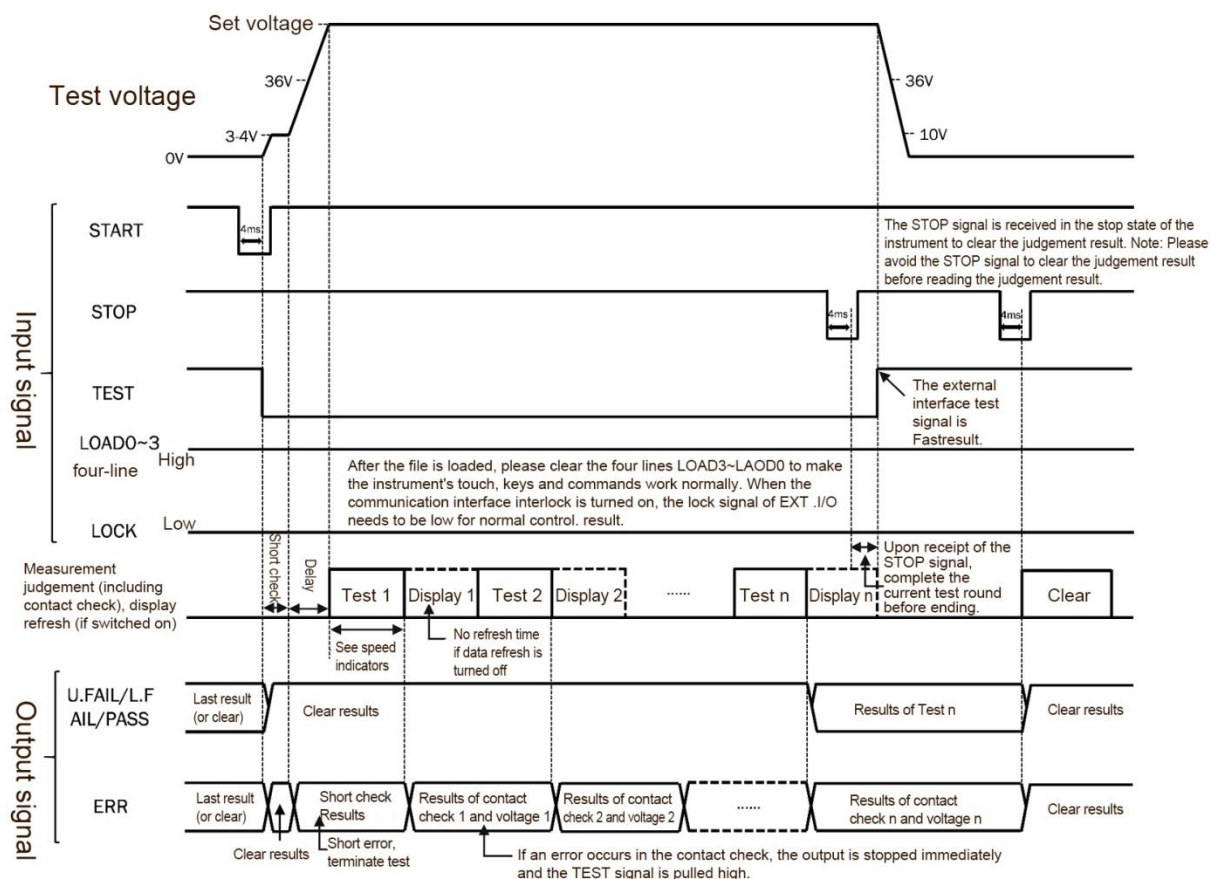 Set voltage
36V
Test voltage
36V
3-4V
10V
0V
START
4ms
The STOP signal is received in the stop state of the
instrument to clear the judgement result. Note: Please
avoid the STOP signal to clear the judgement result
before reading the judgement result.
STOP
4ms
4ms
Input signal
TEST
The external
interface test
signal is
Fastresult.
LOAD0~3
four-line
High
After the file is loaded, please clear the four lines LOAD3~LAOD0 to make
the instrument's touch, keys and commands work normally. When the
communication interface interlock is turned on, the lock signal of EXT .I/O
needs to be low for normal control. result.
LOCK
Low
Short check
Delay
Upon receipt of the
STOP signal,
complete the
current test round
before ending.
Measurement
judgement (including
contact check), display
refresh (if switched on)
Test 1
Display 1
Test 2
Display 2
......
Test n
Display n
Clear
See speed
indicators
No refresh time
if data refresh is
turned off
Output signal
U.FAIL/L.F
AIL/PASS
Last result
(or clear)
Clear results
Results of Test n
Clear results
ERR
Last result
(or clear)
Short check
Results
Results of contact
check 1 and voltage 1
Results of contact
check 2 and voltage 2
......
Results of contact
check n and voltage n
Clear results
Clear results
Short error,
terminate test
If an error occurs in the contact check, the output is stopped immediately
and the TEST signal is pulled high.